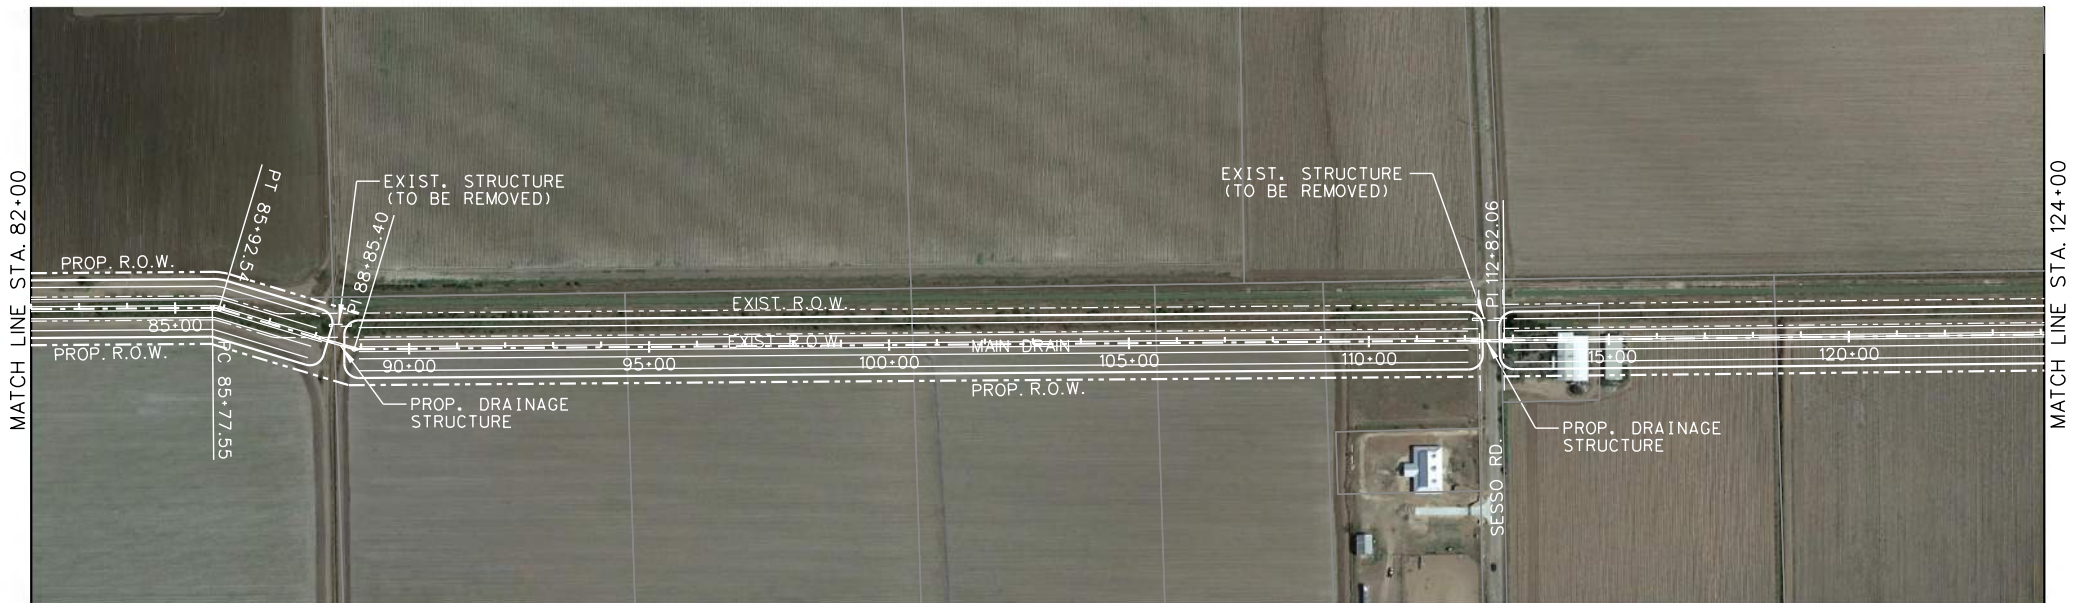 MATCH LINE STA. 82+00
PROP. R.O.W.
PROP. R.O.W.
85+00
PT 85+92.54
PC 85+77.55
EXIST. STRUCTURE
(TO BE REMOVED)
PI 88+85.40
90+00
PROP. DRAINAGE
STRUCTURE
95+00
EXIST. R.O.W.
EXIST. R.O.W.
100+00
MAIN DRAIN
PROP. R.O.W.
105+00
110+00
EXIST. STRUCTURE
(TO BE REMOVED)
PI 112+82.06
SESSO RD.
PROP. DRAINAGE
STRUCTURE
15+00
120+00
MATCH LINE STA. 124+00